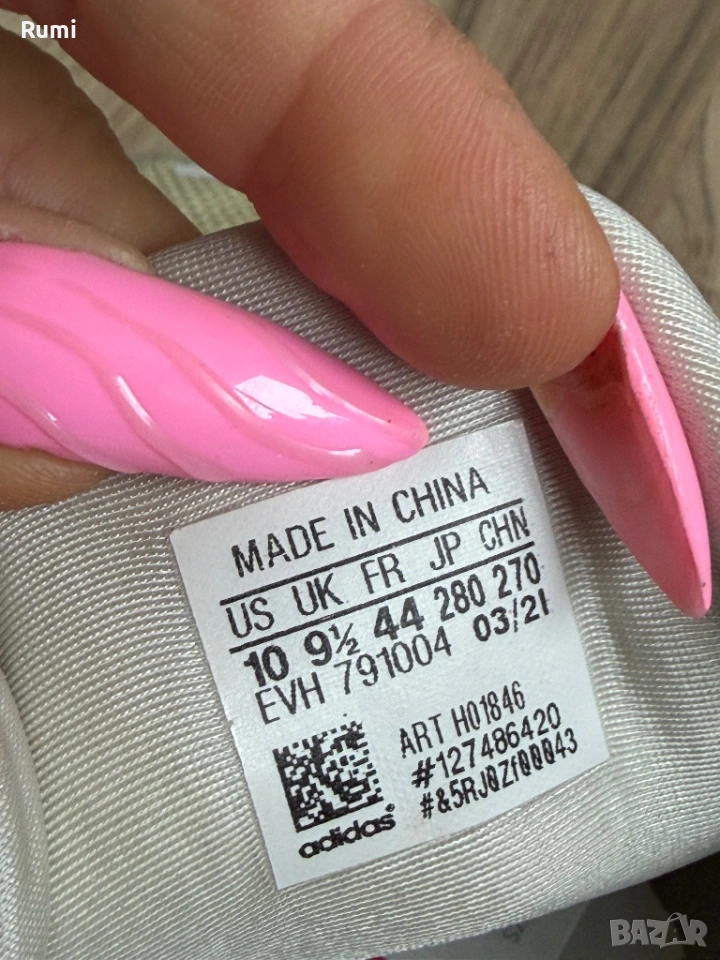 Rumi
MADE IN CHINA
US UK FR JP CHN
10 9½ 44 280 270
EVH 791004 03/21
ART H01846
#127486420
#&5RJ0Zf00043
adidas®
BAZAR